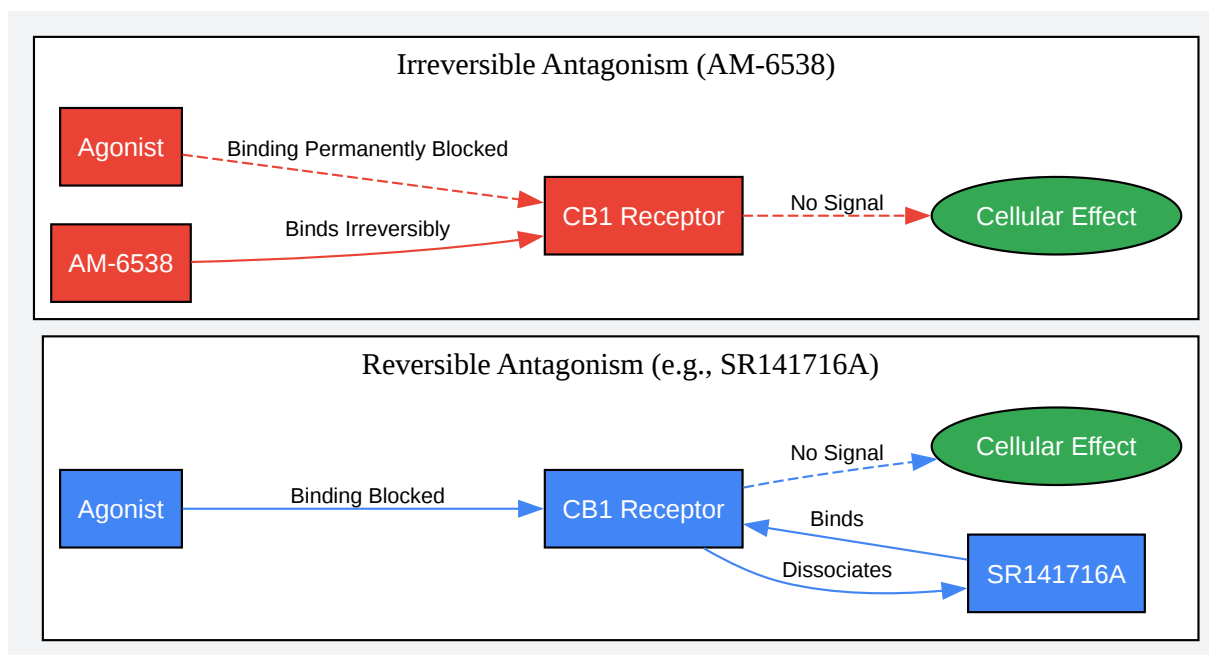 Irreversible Antagonism (AM-6538)
Agonist
Binding Permanently Blocked
AM-6538
Binds Irreversibly
CB1 Receptor
No Signal
Cellular Effect
Reversible Antagonism (e.g., SR141716A)
Agonist
Binding Blocked
CB1 Receptor
No Signal
Cellular Effect
Binds
Dissociates
SR141716A